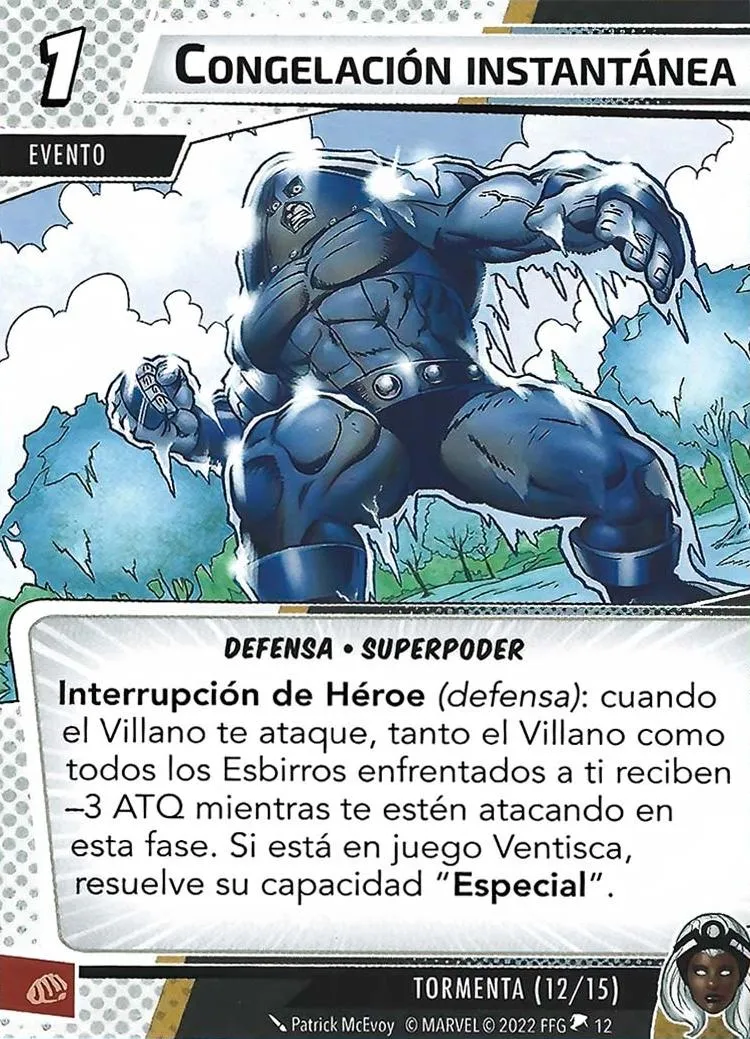 1
CONGELACIÓN INSTANTÁNEA
EVENTO
DEFENSA • SUPERPODER
Interrupción de Héroe (defensa): cuando
el Villano te ataque, tanto el Villano como
todos los Esbirros enfrentados a ti reciben
–3 ATQ mientras te estén atacando en
esta fase. Si está en juego Ventisca,
resuelve su capacidad "Especial".
TORMENTA (12/15)
Patrick McEvoy © MARVEL © 2022 FFG 12